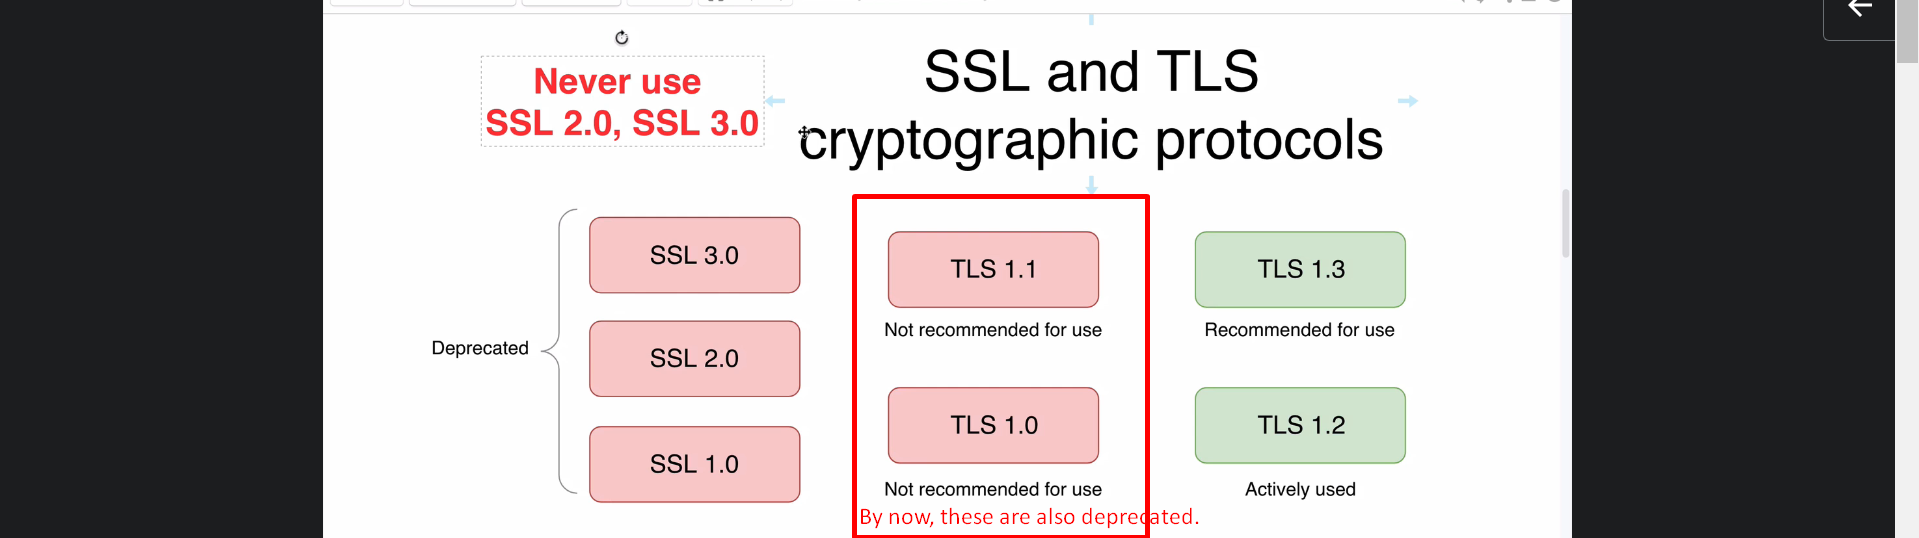 Never use
SSL 2.0, SSL 3.0
SSL and TLS
cryptographic protocols
Deprecated
SSL 3.0
SSL 2.0
SSL 1.0
TLS 1.1
Not recommended for use
TLS 1.0
Not recommended for use
By now, these are also deprecated.
TLS 1.3
Recommended for use
TLS 1.2
Actively used